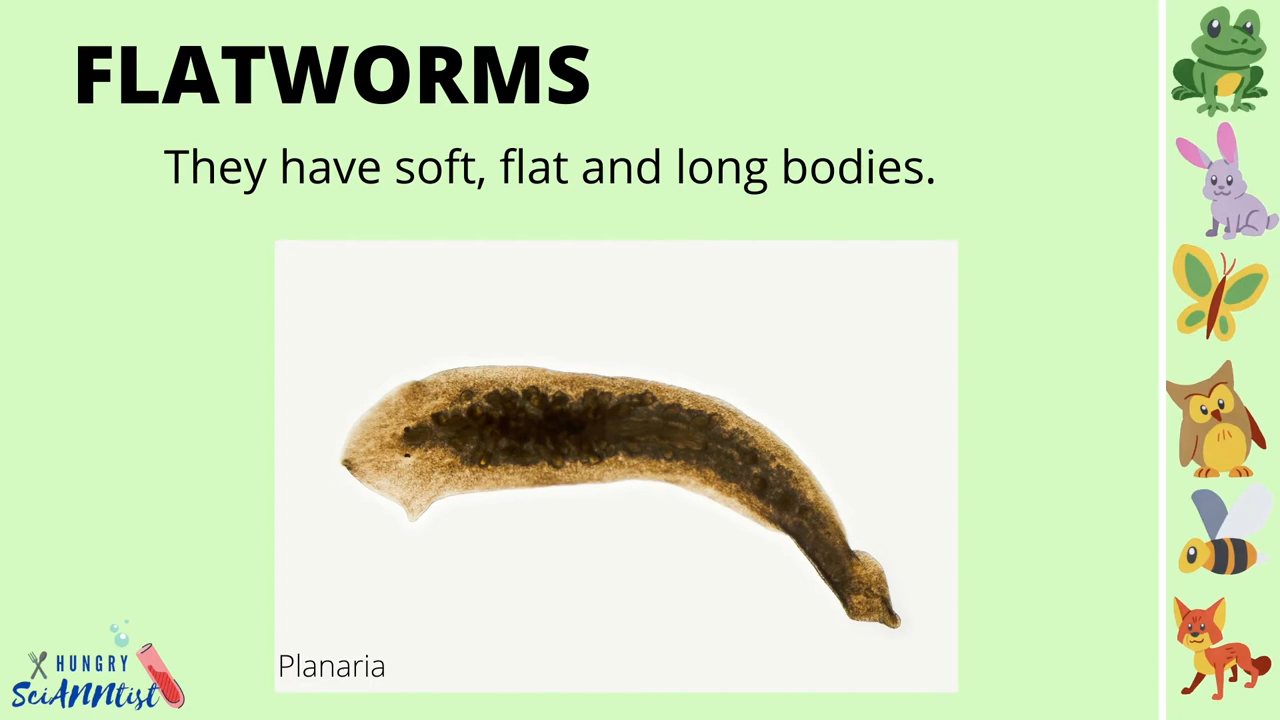 FLATWORMS
They have soft, flat and long bodies.
Planaria
HUNGRY
SciANNtist